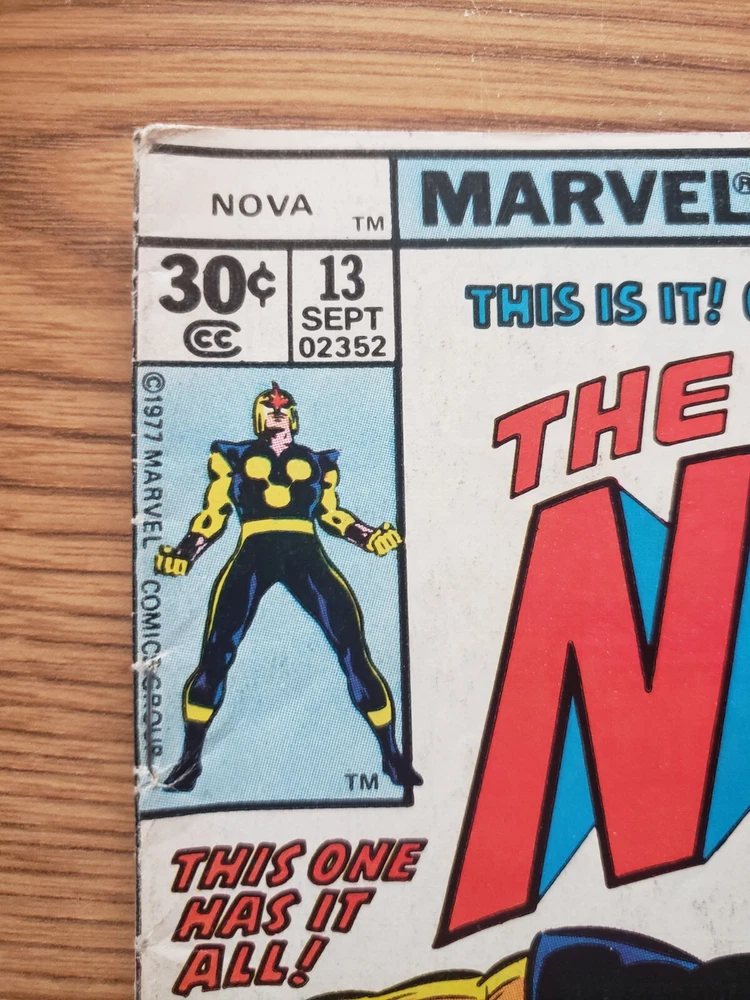 NOVA TM
MARVEL®
30¢
CC
13
SEPT
02352
©1977 MARVEL COMICS GROUP
TM
THIS IS IT!
THE
N
THIS ONE
HAS IT
ALL!